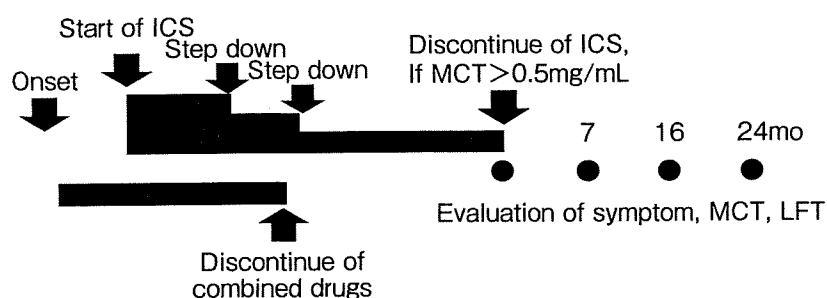 Start of ICS
Step down
Step down
Onset
Discontinue of ICS,
If MCT>0.5mg/mL
7 16 24mo
Evaluation of symptom, MCT, LFT
Discontinue of
combined drugs